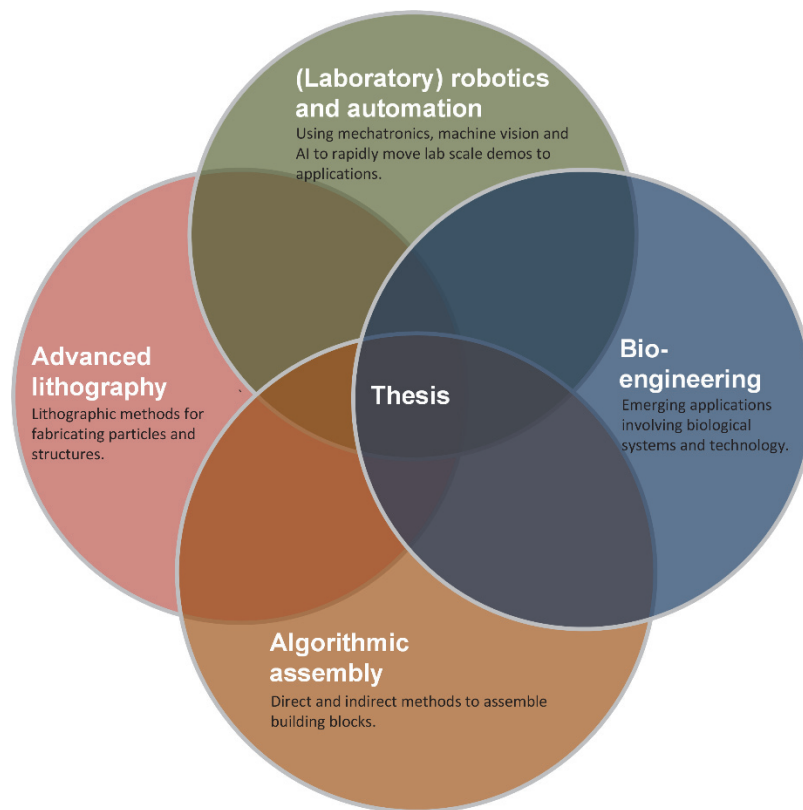 (Laboratory) robotics
and automation
Using mechatronics, machine vision and
AI to rapidly move lab scale demos to
applications.
Advanced
lithography
Lithographic methods for
fabricating particles and
structures.
Thesis
Bio-
engineering
Emerging applications
involving biological
systems and technology.
Algorithmic
assembly
Direct and indirect methods to assemble
building blocks.